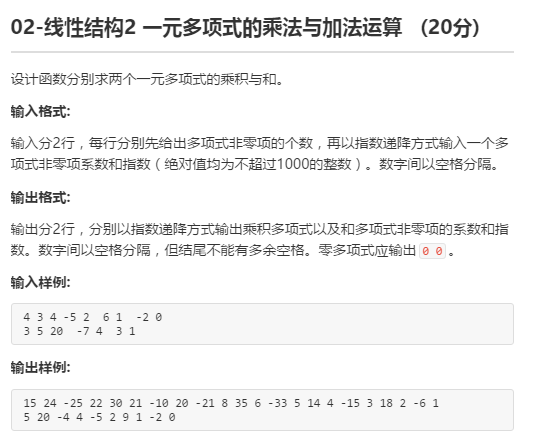 02-线性结构2 一元多项式的乘法与加法运算 (20分)
设计函数分别求两个一元多项式的乘积与和。
输入格式:
输入分2行，每行分别先给出多项式非零项的个数，再以指数递降方式输入一个多
项式非零项系数和指数（绝对值均为不超过1000的整数）。数字间以空格分隔。
输出格式:
输出分2行，分别以指数递降方式输出乘积多项式以及和多项式非零项的系数和指
数。数字间以空格分隔，但结尾不能有多余空格。零多项式应输出 0 0 。
输入样例:
4 3 4 -5 2  6 1  -2 0
3 5 20  -7 4  3 1
输出样例:
15 24 -25 22 30 21 -10 20 -21 8 35 6 -33 5 14 4 -15 3 18 2 -6 1
5 20 -4 4 -5 2 9 1 -2 0